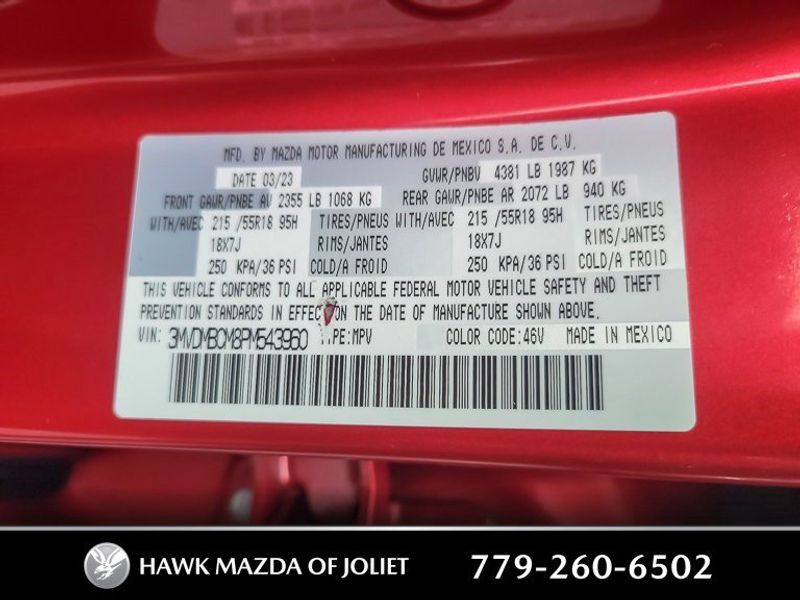 MFD. BY MAZDA MOTOR MANUFACTURING DE MEXICO S.A. DE C.V.
DATE 03/23 GVWR/PNBV 4381 LB 1987 KG
FRONT GAWR/PNBE AV 2355 LB 1068 KG REAR GAWR/PNBE AR 2072 LB 940 KG
WITH/AVEC 215 /55R18 95H TIRES/PNEUS WITH/AVEC 215 /55R18 95H TIRES/PNEUS
18X7J RIMS/JANTES 18X7J RIMS/JANTES
250 KPA/36 PSI COLD/A FROID 250 KPA/36 PSI COLD/A FROID
THIS VEHICLE CONFORMS TO ALL APPLICABLE FEDERAL MOTOR VEHICLE SAFETY AND THEFT
PREVENTION STANDARDS IN EFFECT ON THE DATE OF MANUFACTURE SHOWN ABOVE.
VIN: 3MVDMBCM8PM543960 TYPE:MPV COLOR CODE:46V MADE IN MEXICO
HAWK MAZDA OF JOLIET 779-260-6502